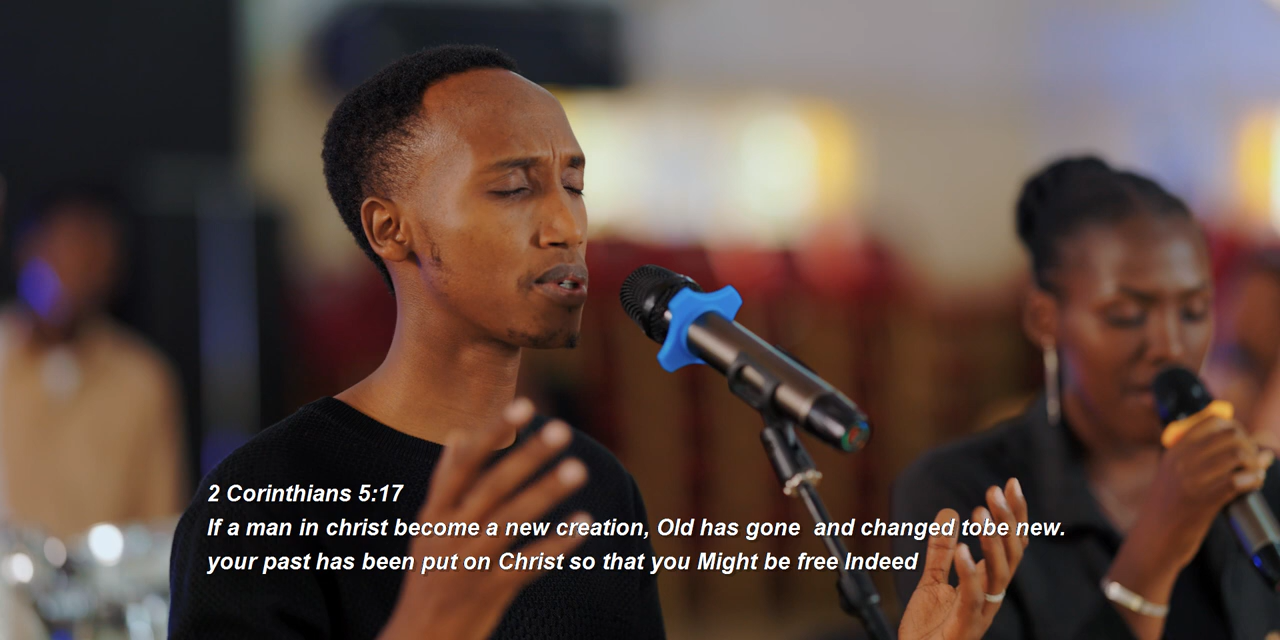 2 Corinthians 5:17
If a man in christ become a new creation, Old has gone  and changed tobe new.
your past has been put on Christ so that you Might be free Indeed